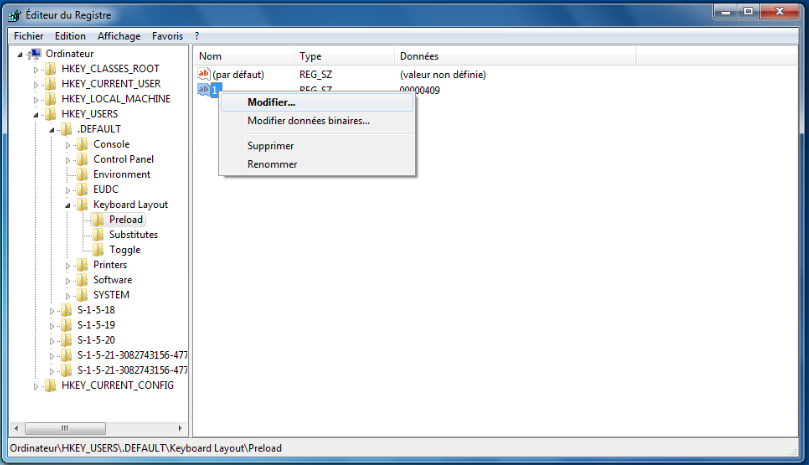 Éditeur du Registre
Fichier Edition Affichage Favoris ?
Ordinateur
HKEY_CLASSES_ROOT
HKEY_CURRENT_USER
HKEY_LOCAL_MACHINE
HKEY_USERS
.DEFAULT
Console
Control Panel
Environment
EUDC
Keyboard Layout
Preload
Substitutes
Toggle
Printers
Software
SYSTEM
S-1-5-18
S-1-5-19
S-1-5-20
S-1-5-21-3082743156-477
S-1-5-21-3082743156-477
HKEY_CURRENT_CONFIG
Nom Type Données
ab (par défaut) REG_SZ (valeur non définie)
ab 1 REG_SZ 00000409
Modifier...
Modifier données binaires...
Supprimer
Renommer
Ordinateur\HKEY_USERS\.DEFAULT\Keyboard Layout\Preload